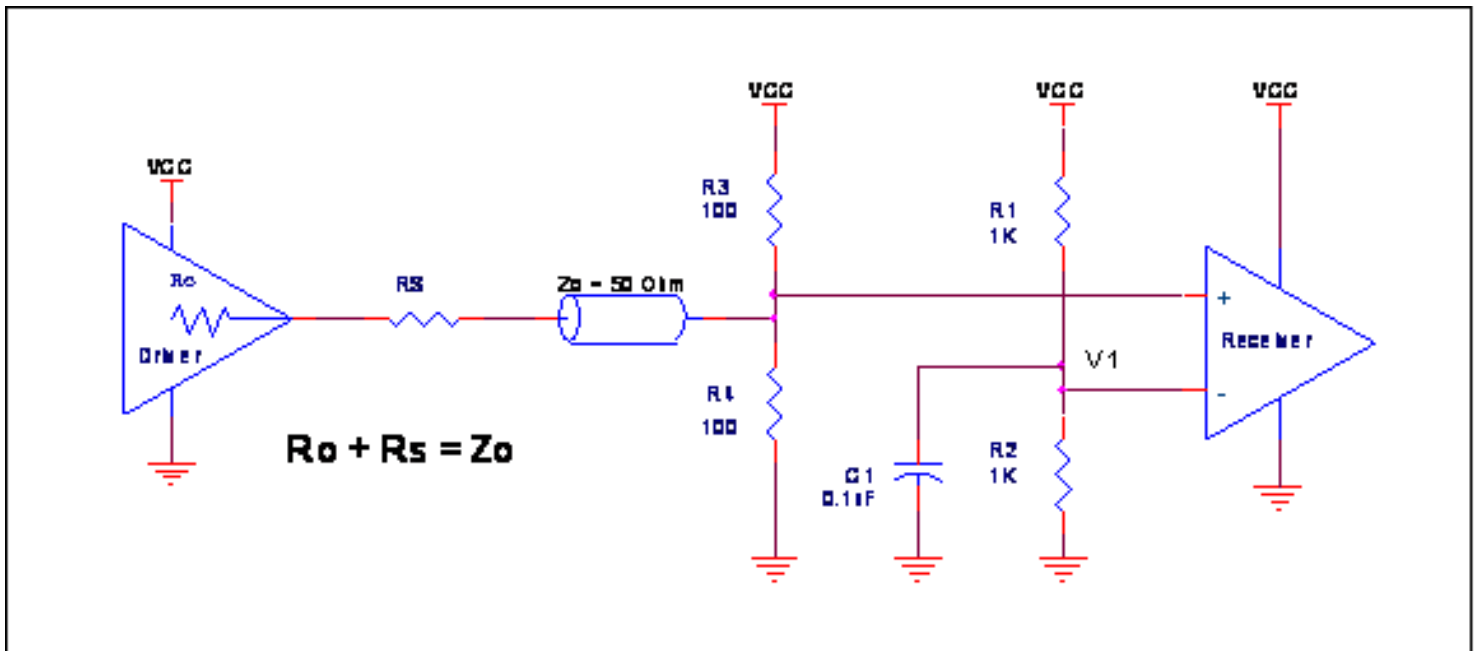 VCC
VCC
VCC
VCC
R3
100
R1
1K
Ro
RS
Zo = 50 Ohm
+
Driver
Receiver
V1
-
R4
100
Ro + Rs = Zo
R2
1K
C1
0.1uF